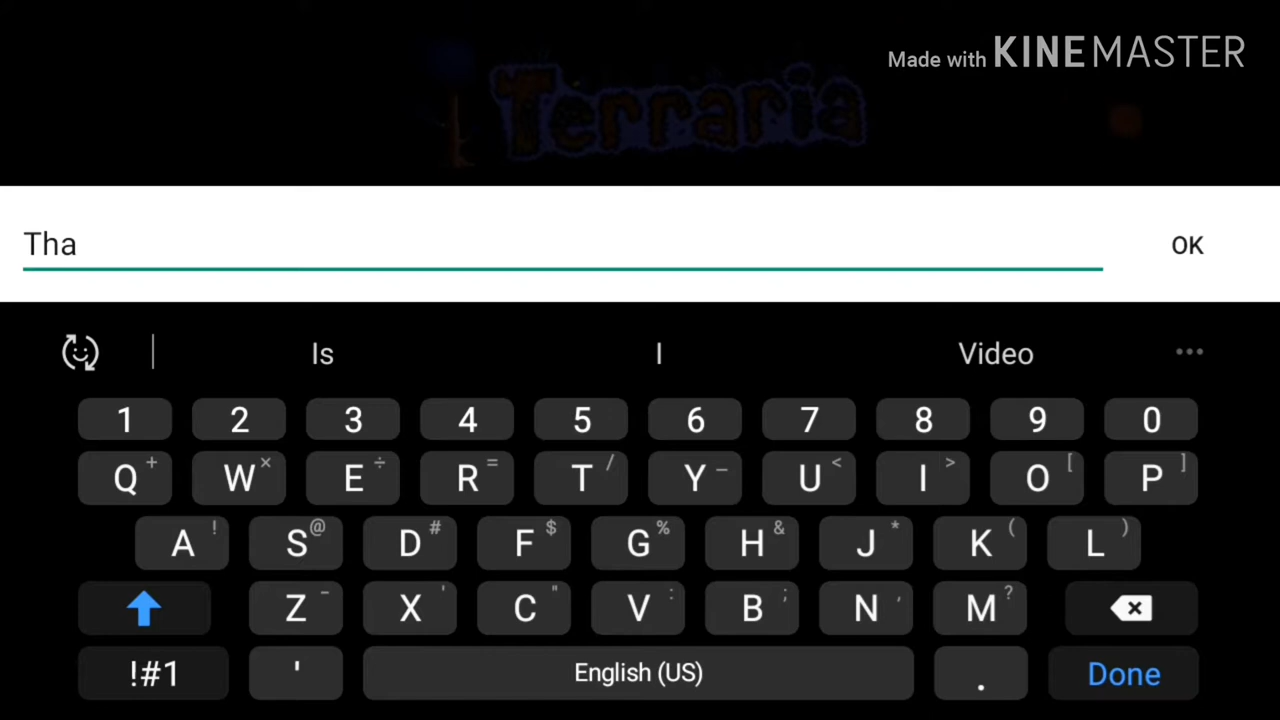 Made with KINEMASTER
Terraria
Tha OK
Is I Video •••
1 2 3 4 5 6 7 8 9 0
Q + W × E ÷ R = T / Y – U < I > O [ P ]
A ! S @ D # F $ G % H & J * K ( L )
Z - X ' C " V : B ; N , M ?
!#1 ' English (US) . Done